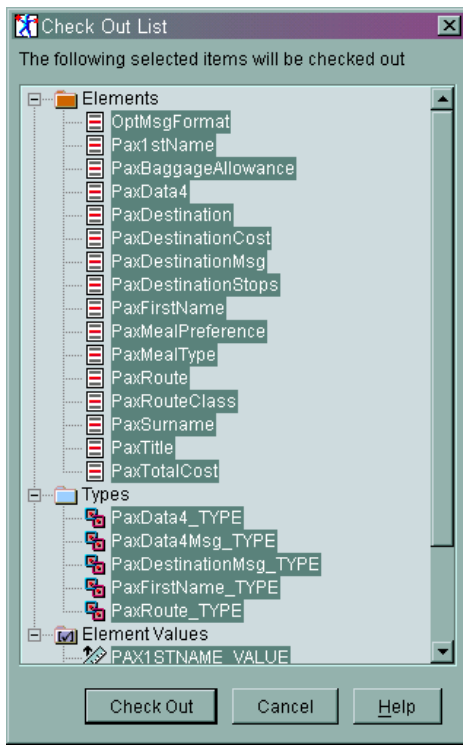 Check Out List
The following selected items will be checked out
Elements
OptMsgFormat
Pax1stName
PaxBaggageAllowance
PaxData4
PaxDestination
PaxDestinationCost
PaxDestinationMsg
PaxDestinationStops
PaxFirstName
PaxMealPreference
PaxMealType
PaxRoute
PaxRouteClass
PaxSurname
PaxTitle
PaxTotalCost
Types
PaxData4_TYPE
PaxData4Msg_TYPE
PaxDestinationMsg_TYPE
PaxFirstName_TYPE
PaxRoute_TYPE
Element Values
PAX1STNAME_VALUE
Check Out Cancel Help